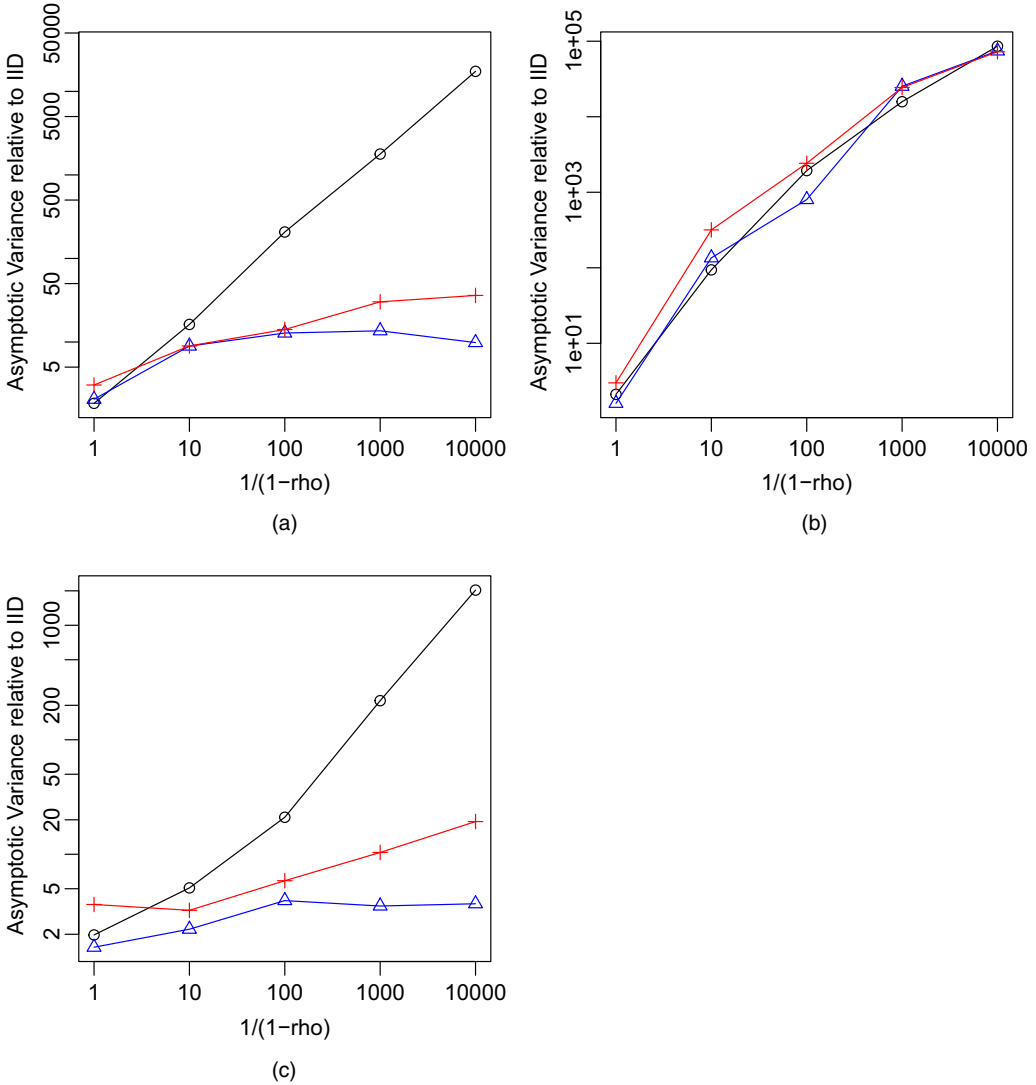 Asymptotic Variance relative to IID
50000
5000
500
50
5
1 10 100 1000 10000
1/(1−rho)
(a)
Asymptotic Variance relative to IID
1e+05
1e+03
1e+01
1 10 100 1000 10000
1/(1−rho)
(b)
Asymptotic Variance relative to IID
1000
200
50
20
5
2
1 10 100 1000 10000
1/(1−rho)
(c)